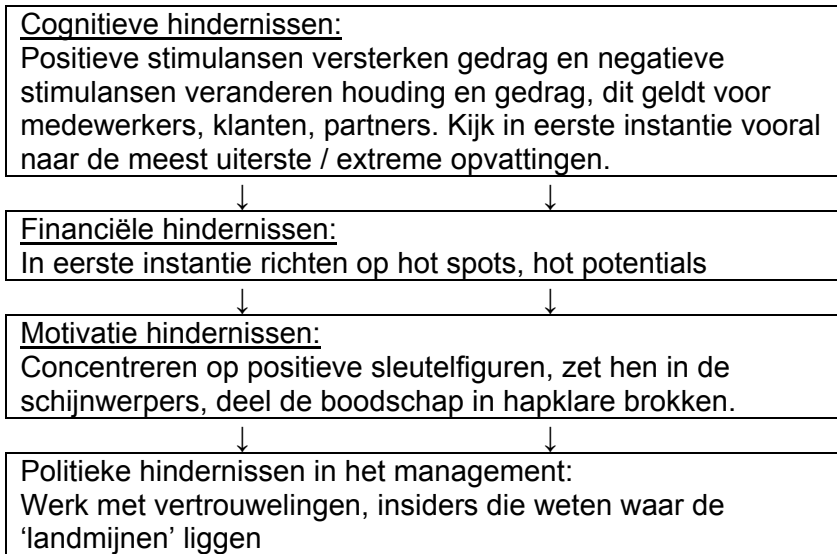 Cognitieve hindernissen:
Positieve stimulansen versterken gedrag en negatieve
stimulansen veranderen houding en gedrag, dit geldt voor
medewerkers, klanten, partners. Kijk in eerste instantie vooral
naar de meest uiterste / extreme opvattingen.
↓ ↓
Financiële hindernissen:
In eerste instantie richten op hot spots, hot potentials
↓ ↓
Motivatie hindernissen:
Concentreren op positieve sleutelfiguren, zet hen in de
schijnwerpers, deel de boodschap in hapklare brokken.
↓ ↓
Politieke hindernissen in het management:
Werk met vertrouwelingen, insiders die weten waar de
‘landmijnen’ liggen